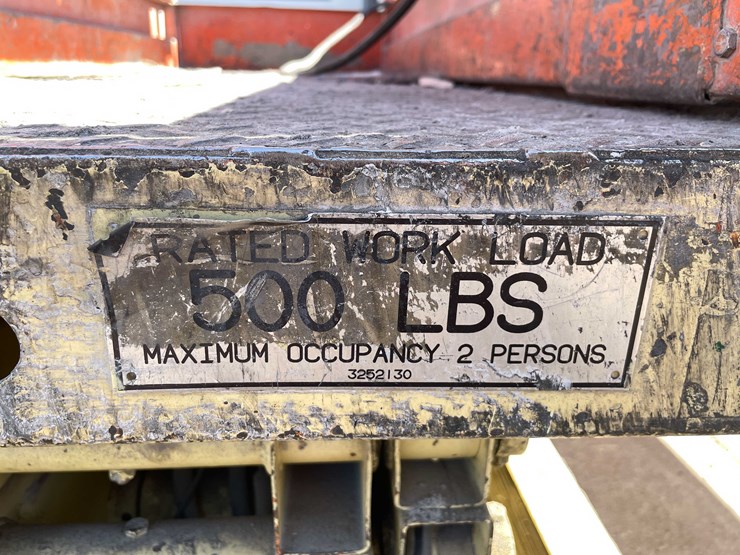 RATED WORK LOAD
500 LBS
MAXIMUM OCCUPANCY 2 PERSONS
3252130